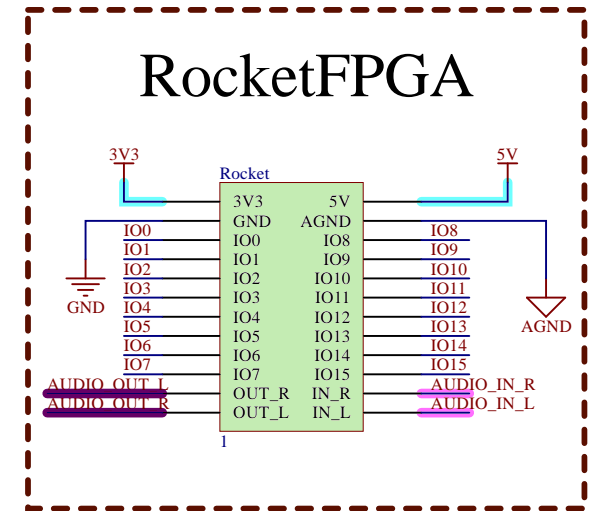 RocketFPGA
3V3
5V
Rocket
3V3
5V
GND
AGND
IO0
IO0
IO8
IO8
IO1
IO1
IO9
IO9
IO2
IO2
IO10
IO10
IO3
IO3
IO11
IO11
IO4
IO4
IO12
IO12
IO5
IO5
IO13
IO13
IO6
IO6
IO14
IO14
IO7
IO7
IO15
IO15
AUDIO_OUT_L
OUT_R
IN_R
AUDIO_IN_R
AUDIO_OUT_R
OUT_L
IN_L
AUDIO_IN_L
GND
AGND
1